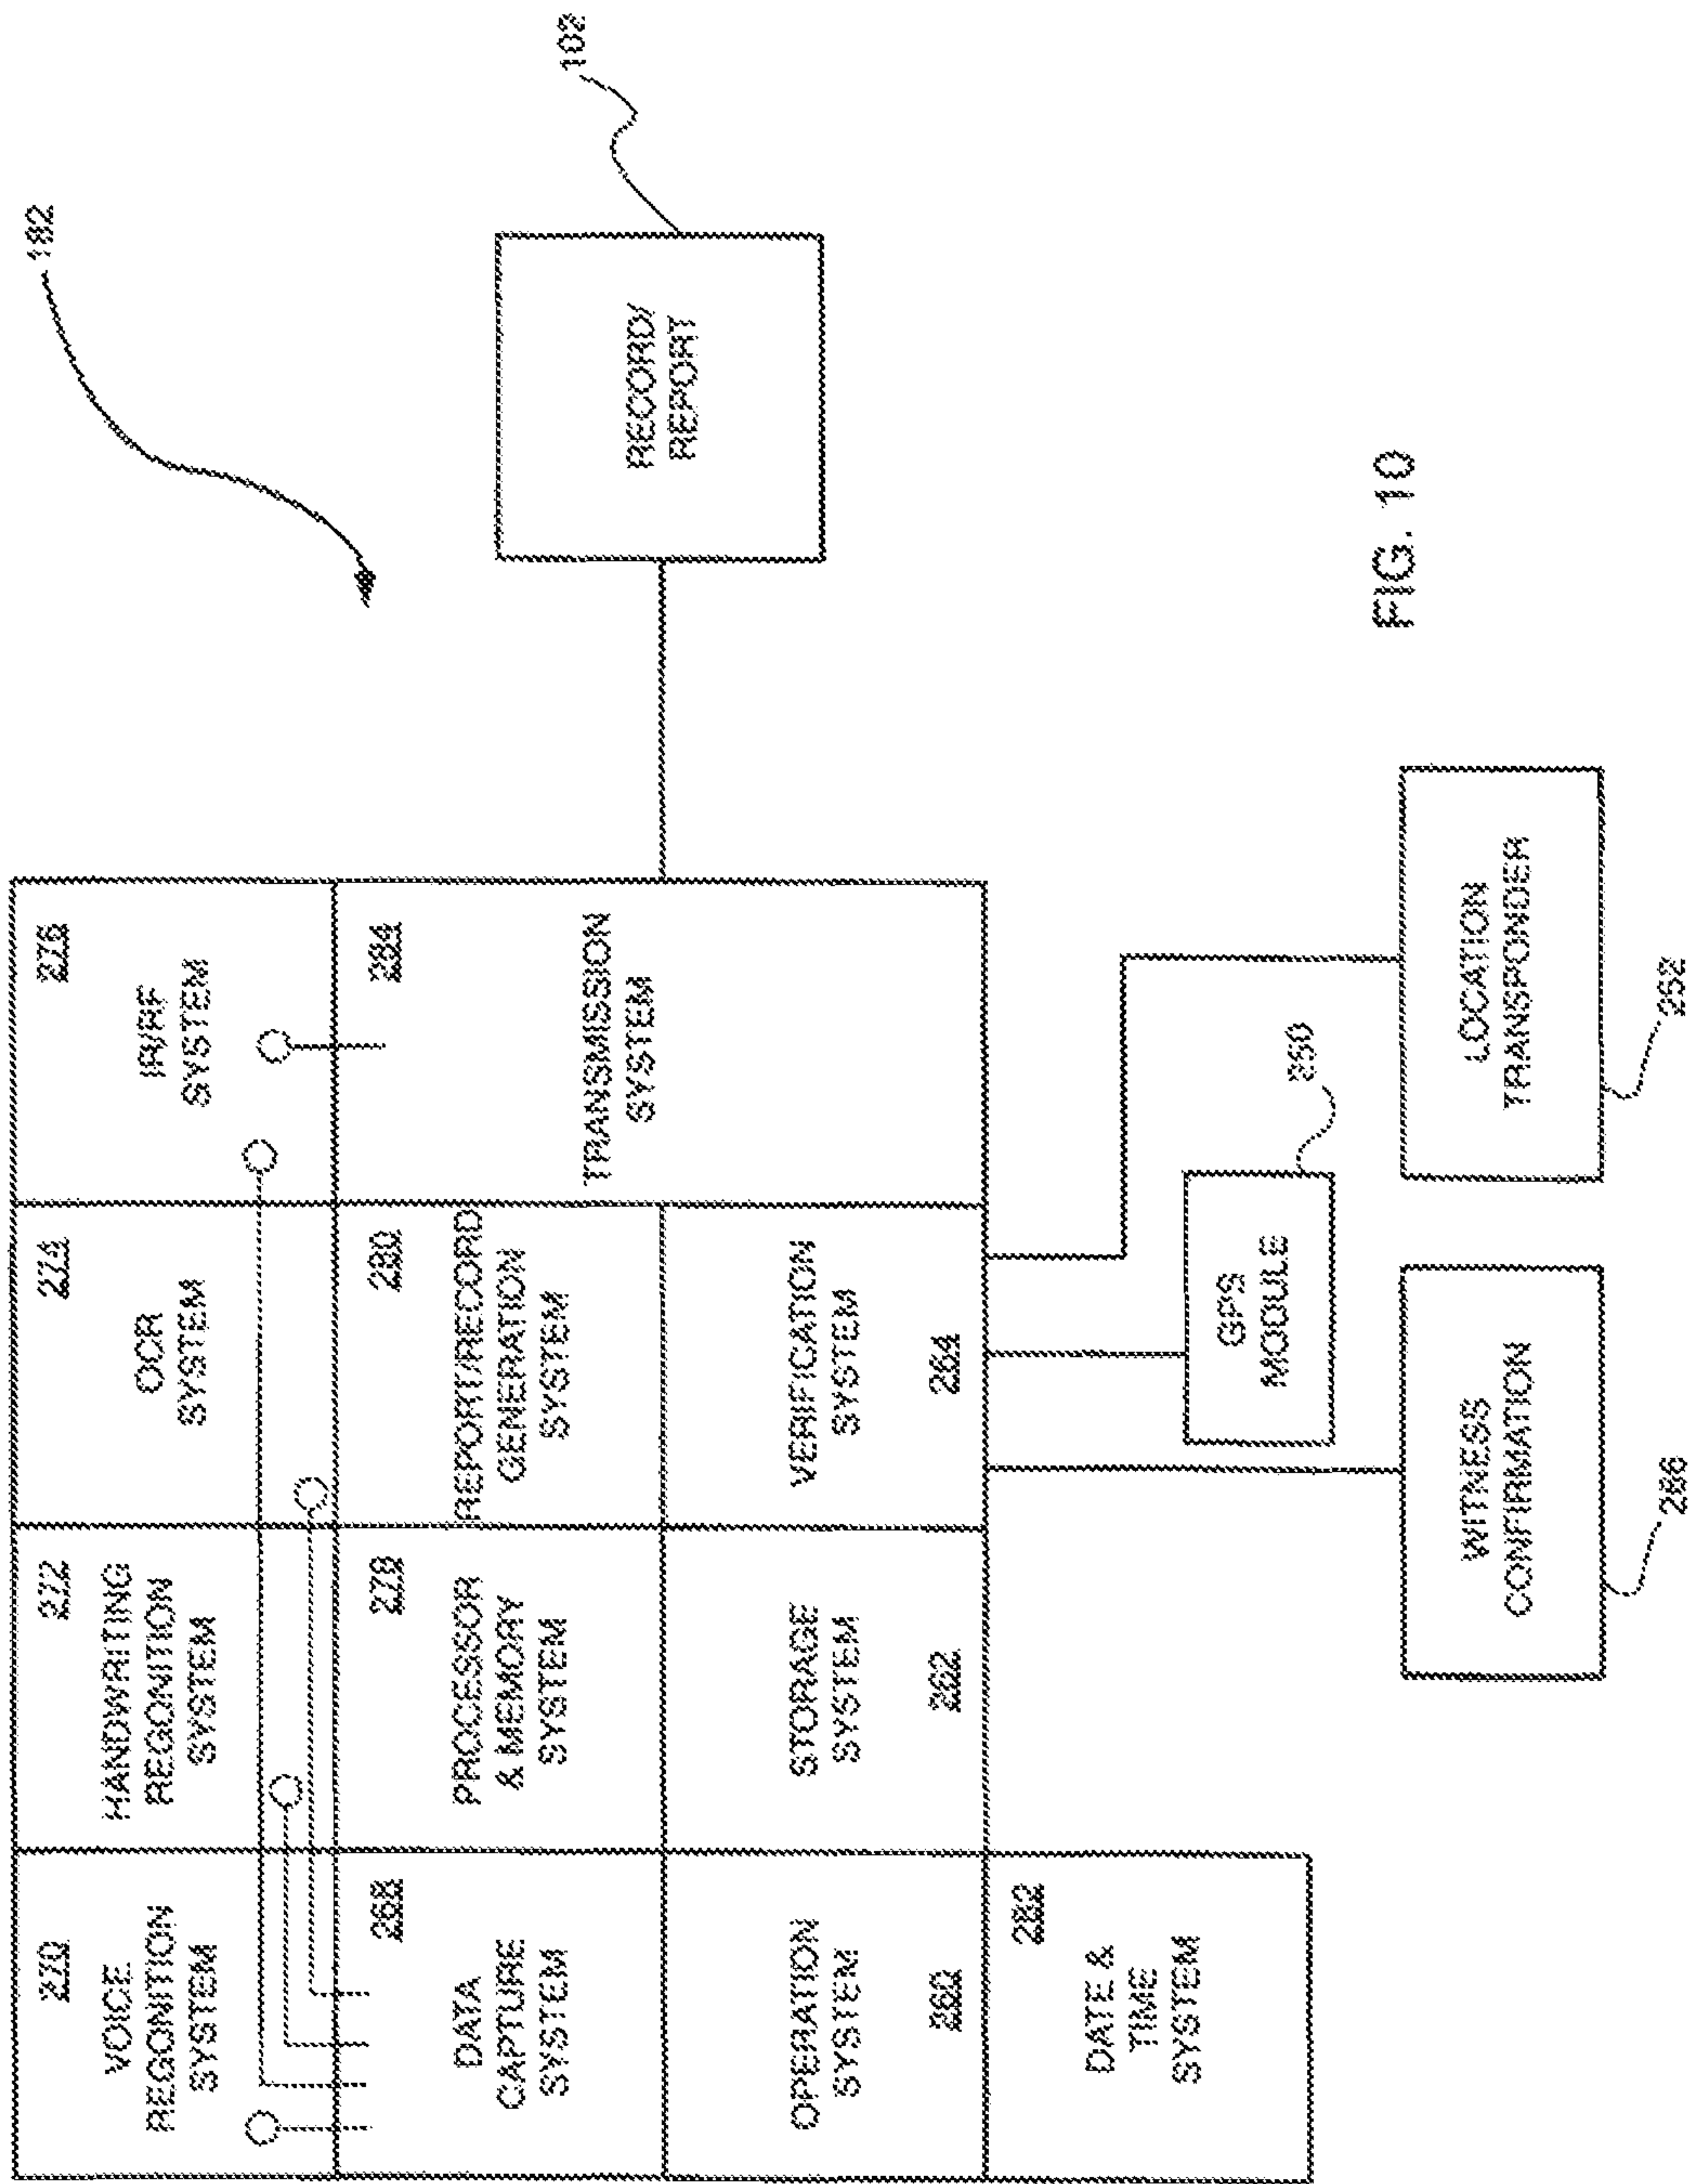 182
270
VOICE
REGONITION
SYSTEM
272
HANDWRITING
REGONITION
SYSTEM
274
OCR
SYSTEM
276
IR/RF
SYSTEM
268
DATA
CAPTURE
SYSTEM
278
PROCESSOR
& MEMORY
SYSTEM
280
REPORT/RECORD
GENERATION
SYSTEM
284
TRANSMISSION
SYSTEM
RECORD/
REPORT
102
OPERATION
SYSTEM
260
STORAGE
SYSTEM
262
VERIFICATION
SYSTEM
264
282
DATE &
TIME
SYSTEM
GPS
MODULE
250
WITNESS
CONFIRMATION
LOCATION
TRANSPONDER
252
FIG. 10